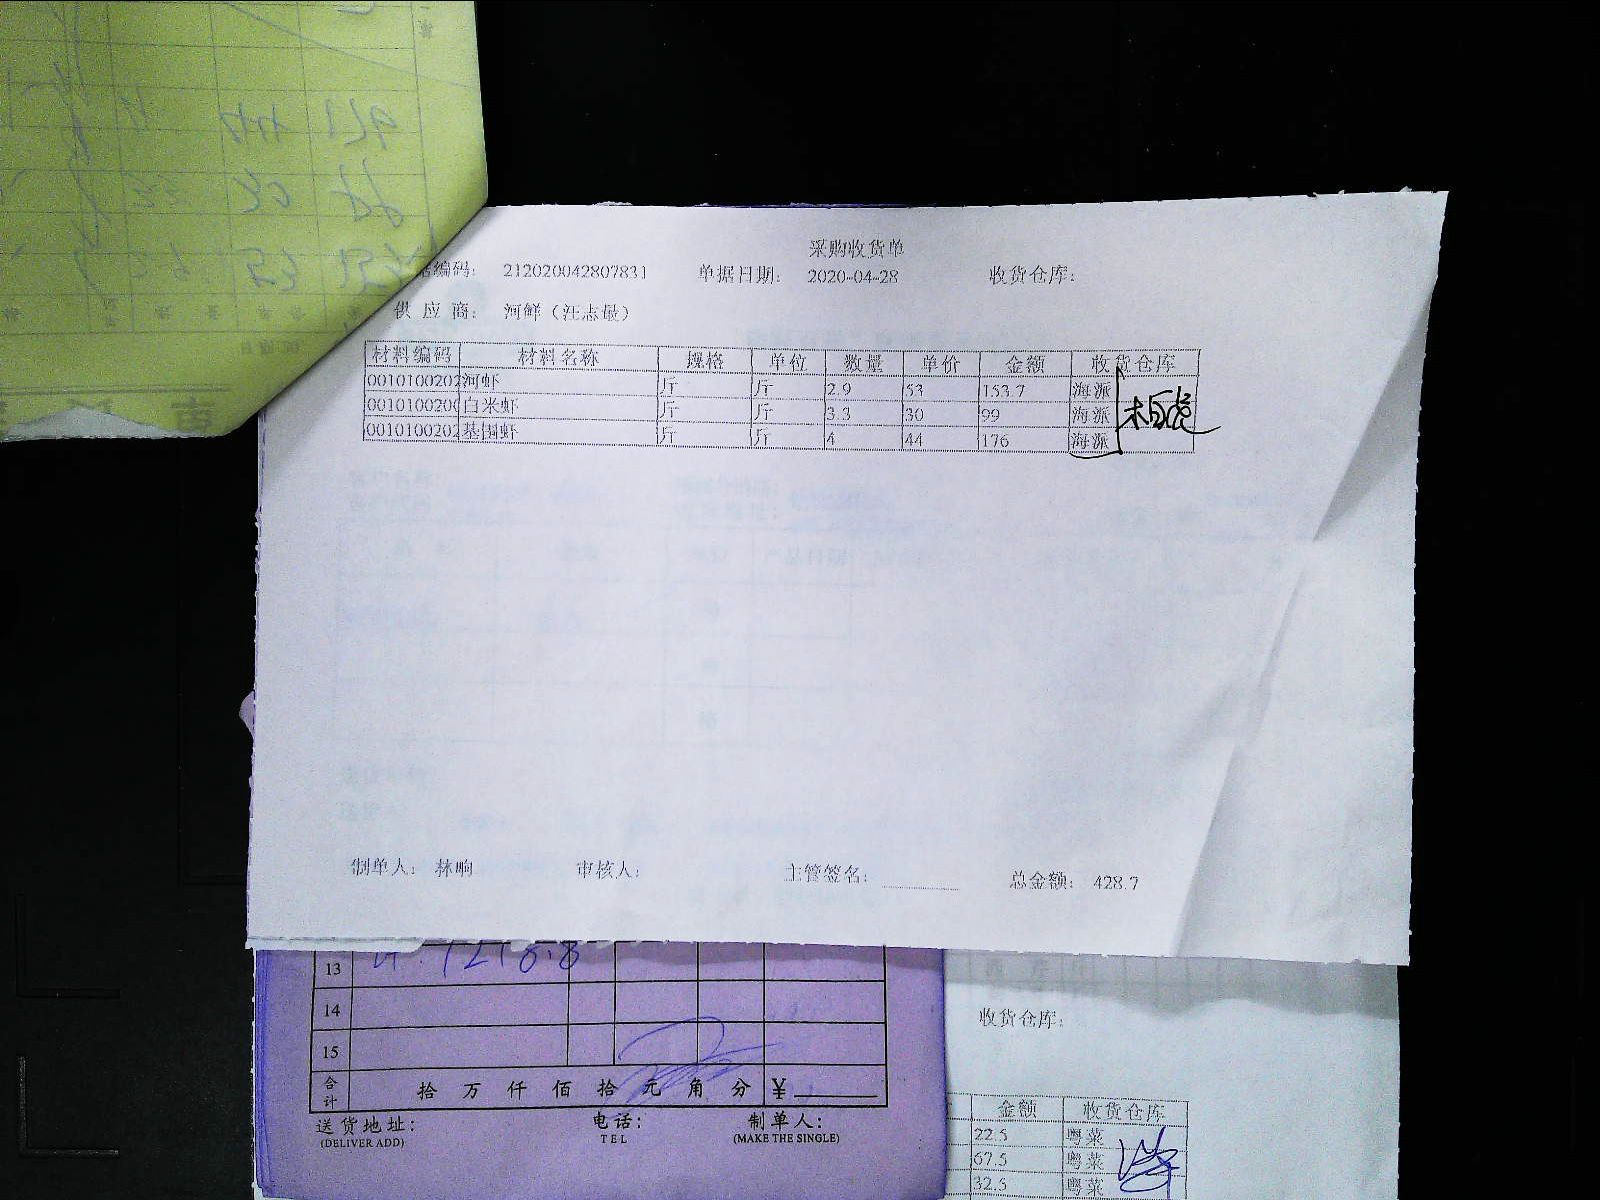 采购收货单
编码: 212020042807831 单据日期: 2020-04-28 收货仓库:
供应商: 河鲜（汪志敏）
材料编码 材料名称 规格 单位 数量 单价 金额 收货仓库
0010100202 河虾 斤 斤 2.9 53 153.7 海派
001010020 白米虾 斤 斤 3.3 30 99 海派
0010100202 基围虾 斤 斤 4 44 176 海派
制单人: 林响 审核人: 主管签名: 总金额: 428.7
13 1218.8
14
15
合计 拾 万 仟 佰 拾 元 角 分 ¥
送货地址: 电话: 制单人:
(DELIVER ADD) TEL (MAKE THE SINGLE)
收货仓库:
金额 收货仓库
22.5 粤菜
67.5 粤菜
32.5 粤菜